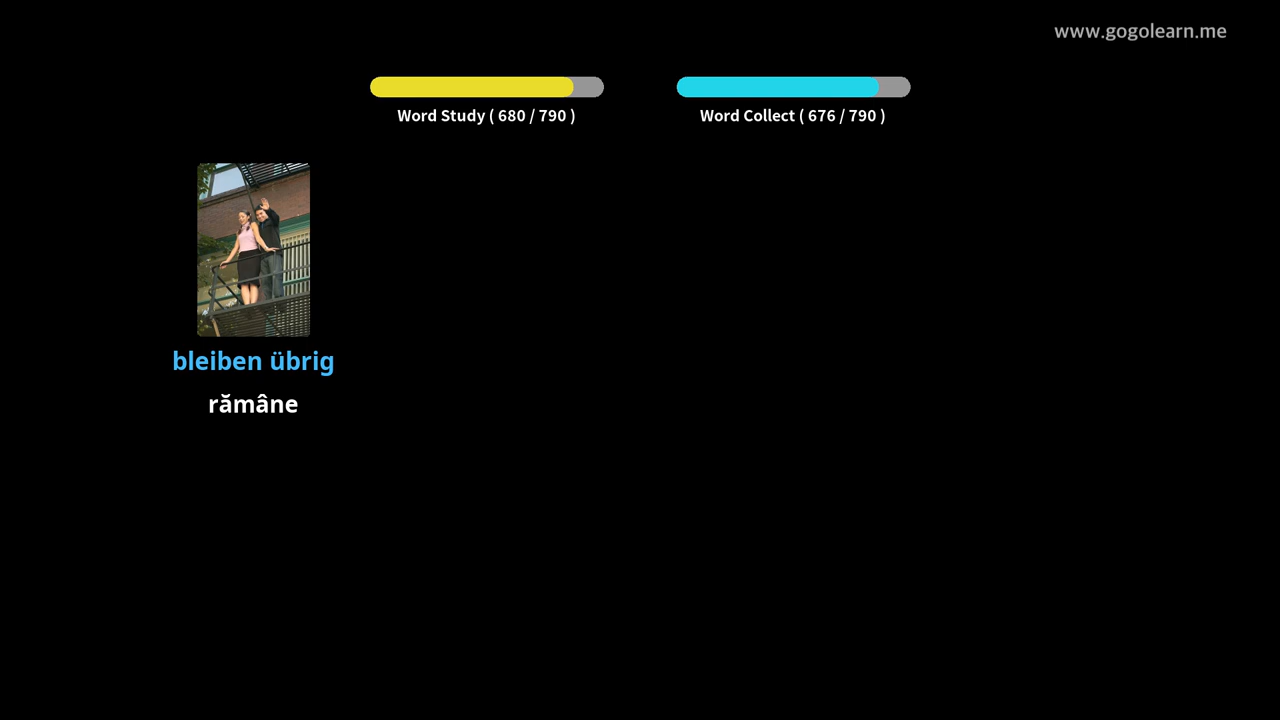 www.gogolearn.me
Word Study ( 680 / 790 )
Word Collect ( 676 / 790 )
bleiben übrig
rămâne